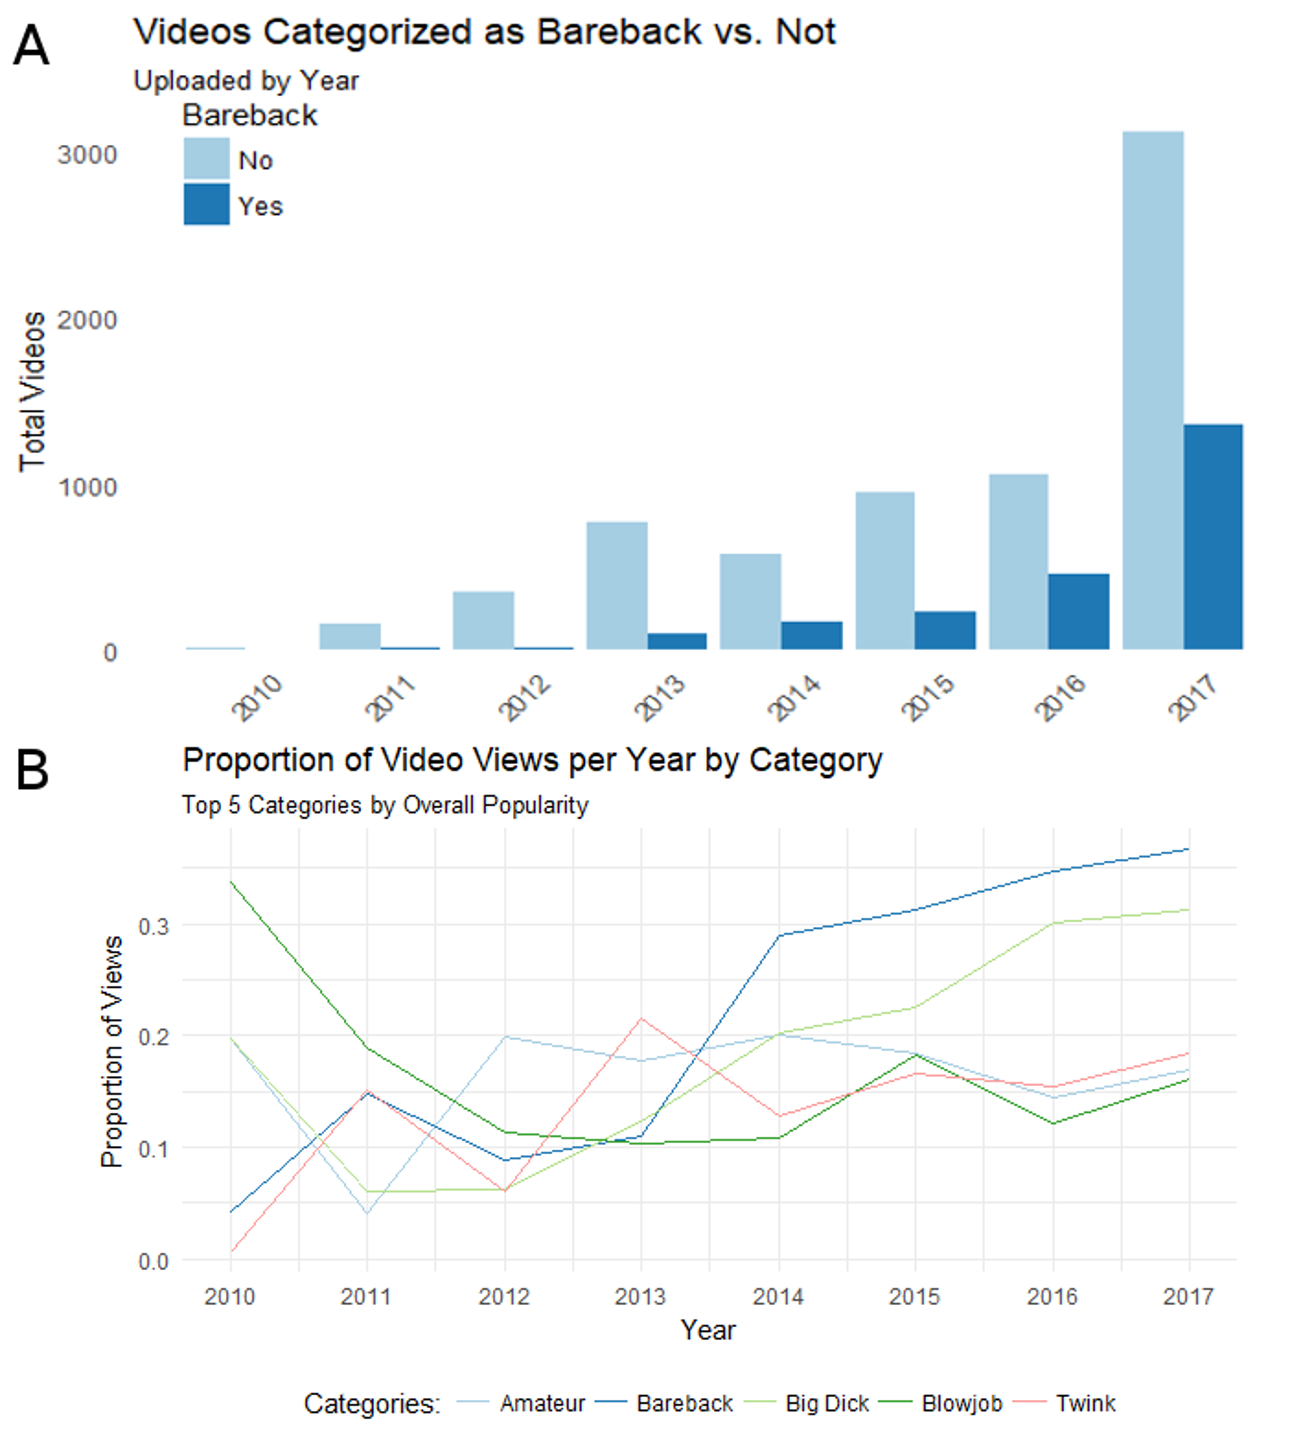 A
Videos Categorized as Bareback vs. Not
Uploaded by Year
Bareback
No
Yes
Total Videos
3000
2000
1000
0
2010 2011 2012 2013 2014 2015 2016 2017
B
Proportion of Video Views per Year by Category
Top 5 Categories by Overall Popularity
Proportion of Views
0.3
0.2
0.1
0.0
2010 2011 2012 2013 2014 2015 2016 2017
Year
Categories: Amateur Bareback Big Dick Blowjob Twink